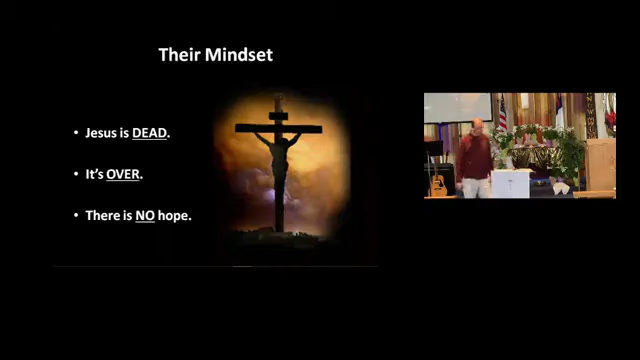 Their Mindset
• Jesus is DEAD.
• It's OVER.
• There is NO hope.